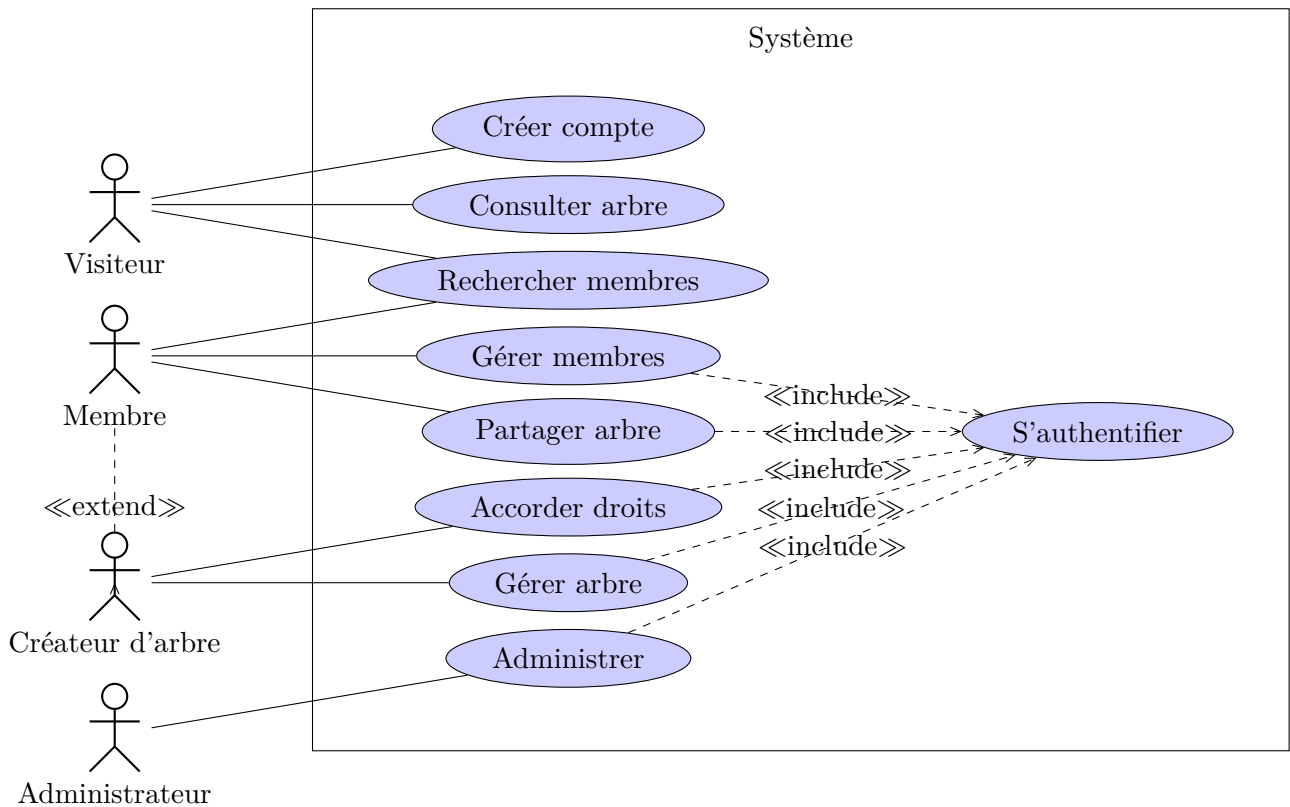 Système
Créer compte
Consulter arbre
Visiteur
Rechercher membres
Gérer membres
≪include≫
Membre
Partager arbre
≪include≫
S'authentifier
≪include≫
≪extend≫
Accorder droits
≪include≫
≪include≫
Gérer arbre
Créateur d'arbre
Administrer
Administrateur